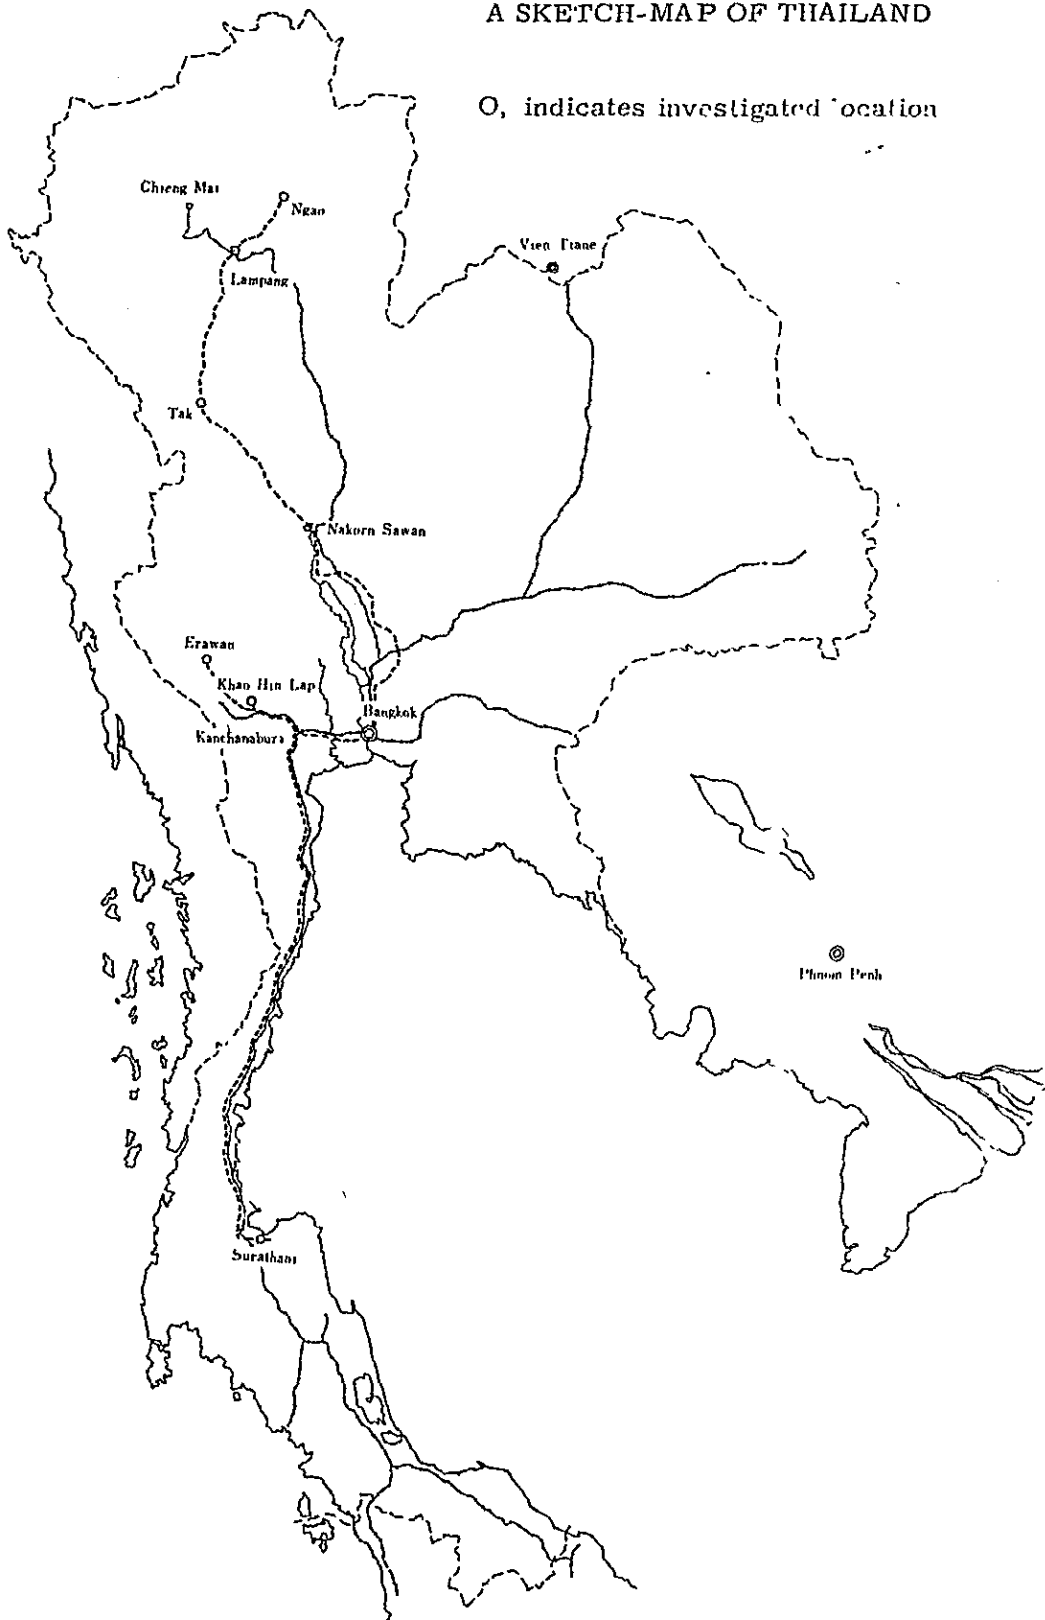 A SKETCH-MAP OF THAILAND
O, indicates investigated location
Chieng Mai
Ngao
Vien Tiane
Lampang
Tak
Nakorn Sawan
Erawan
Khao Hin Lap
Bangkok
Kanchanabura
Phnom Penh
Surathani